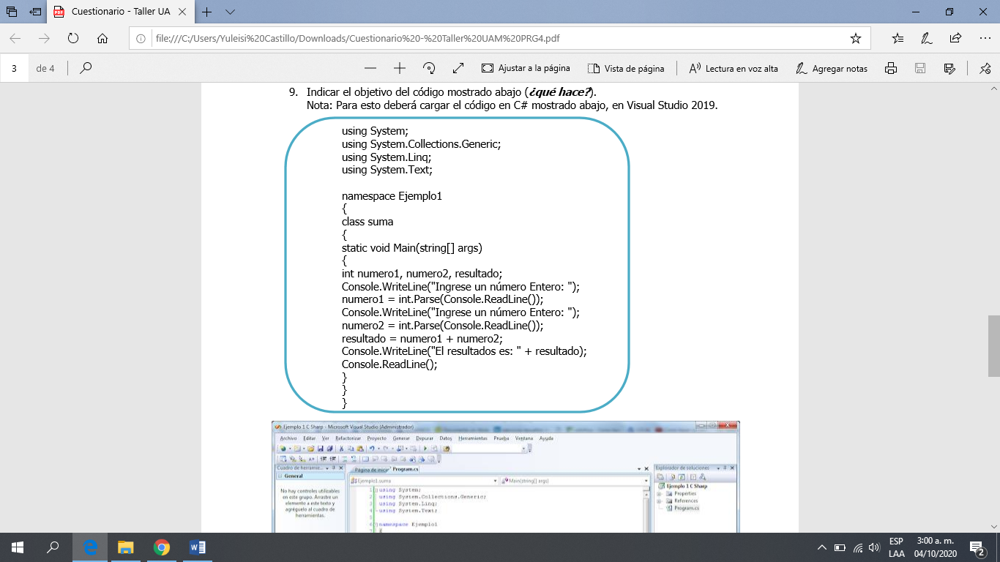 Cuestionario - Taller UA
file:///C:/Users/Yuleisi%20Castillo/Downloads/Cuestionario%20-%20Taller%20UAM%20PRG4.pdf
3 de 4 Ajustar a la página Vista de página Lectura en voz alta Agregar notas
9. Indicar el objetivo del código mostrado abajo (¿qué hace?).
Nota: Para esto deberá cargar el código en C# mostrado abajo, en Visual Studio 2019.
using System;
using System.Collections.Generic;
using System.Linq;
using System.Text;
namespace Ejemplo1
{
class suma
{
static void Main(string[] args)
{
int numero1, numero2, resultado;
Console.WriteLine("Ingrese un número Entero: ");
numero1 = int.Parse(Console.ReadLine());
Console.WriteLine("Ingrese un número Entero: ");
numero2 = int.Parse(Console.ReadLine());
resultado = numero1 + numero2;
Console.WriteLine("El resultados es: " + resultado);
Console.ReadLine();
}
}
}
Ejemplo 1 C Sharp - Microsoft Visual Studio (Administrador)
Archivo Editar Ver Refactorizar Proyecto Generar Depurar Datos Herramientas Prueba Ventana Ayuda
Cuadro de herramie... Página de inicio Program.cs Explorador de soluciones
General
Ejemplo1.suma Main(string[] args)
No hay controles utilizables
en este grupo. Arrastre un
elemento a este texto y
agréguelo al cuadro de
herramientas.
1 using System;
2 using System.Collections.Generic;
3 using System.Linq;
4 using System.Text;
5
6 namespace Ejemplo1
7 {
Ejemplo 1 C Sharp
Properties
References
Program.cs
ESP 3:00 a. m.
LAA 04/10/2020 2